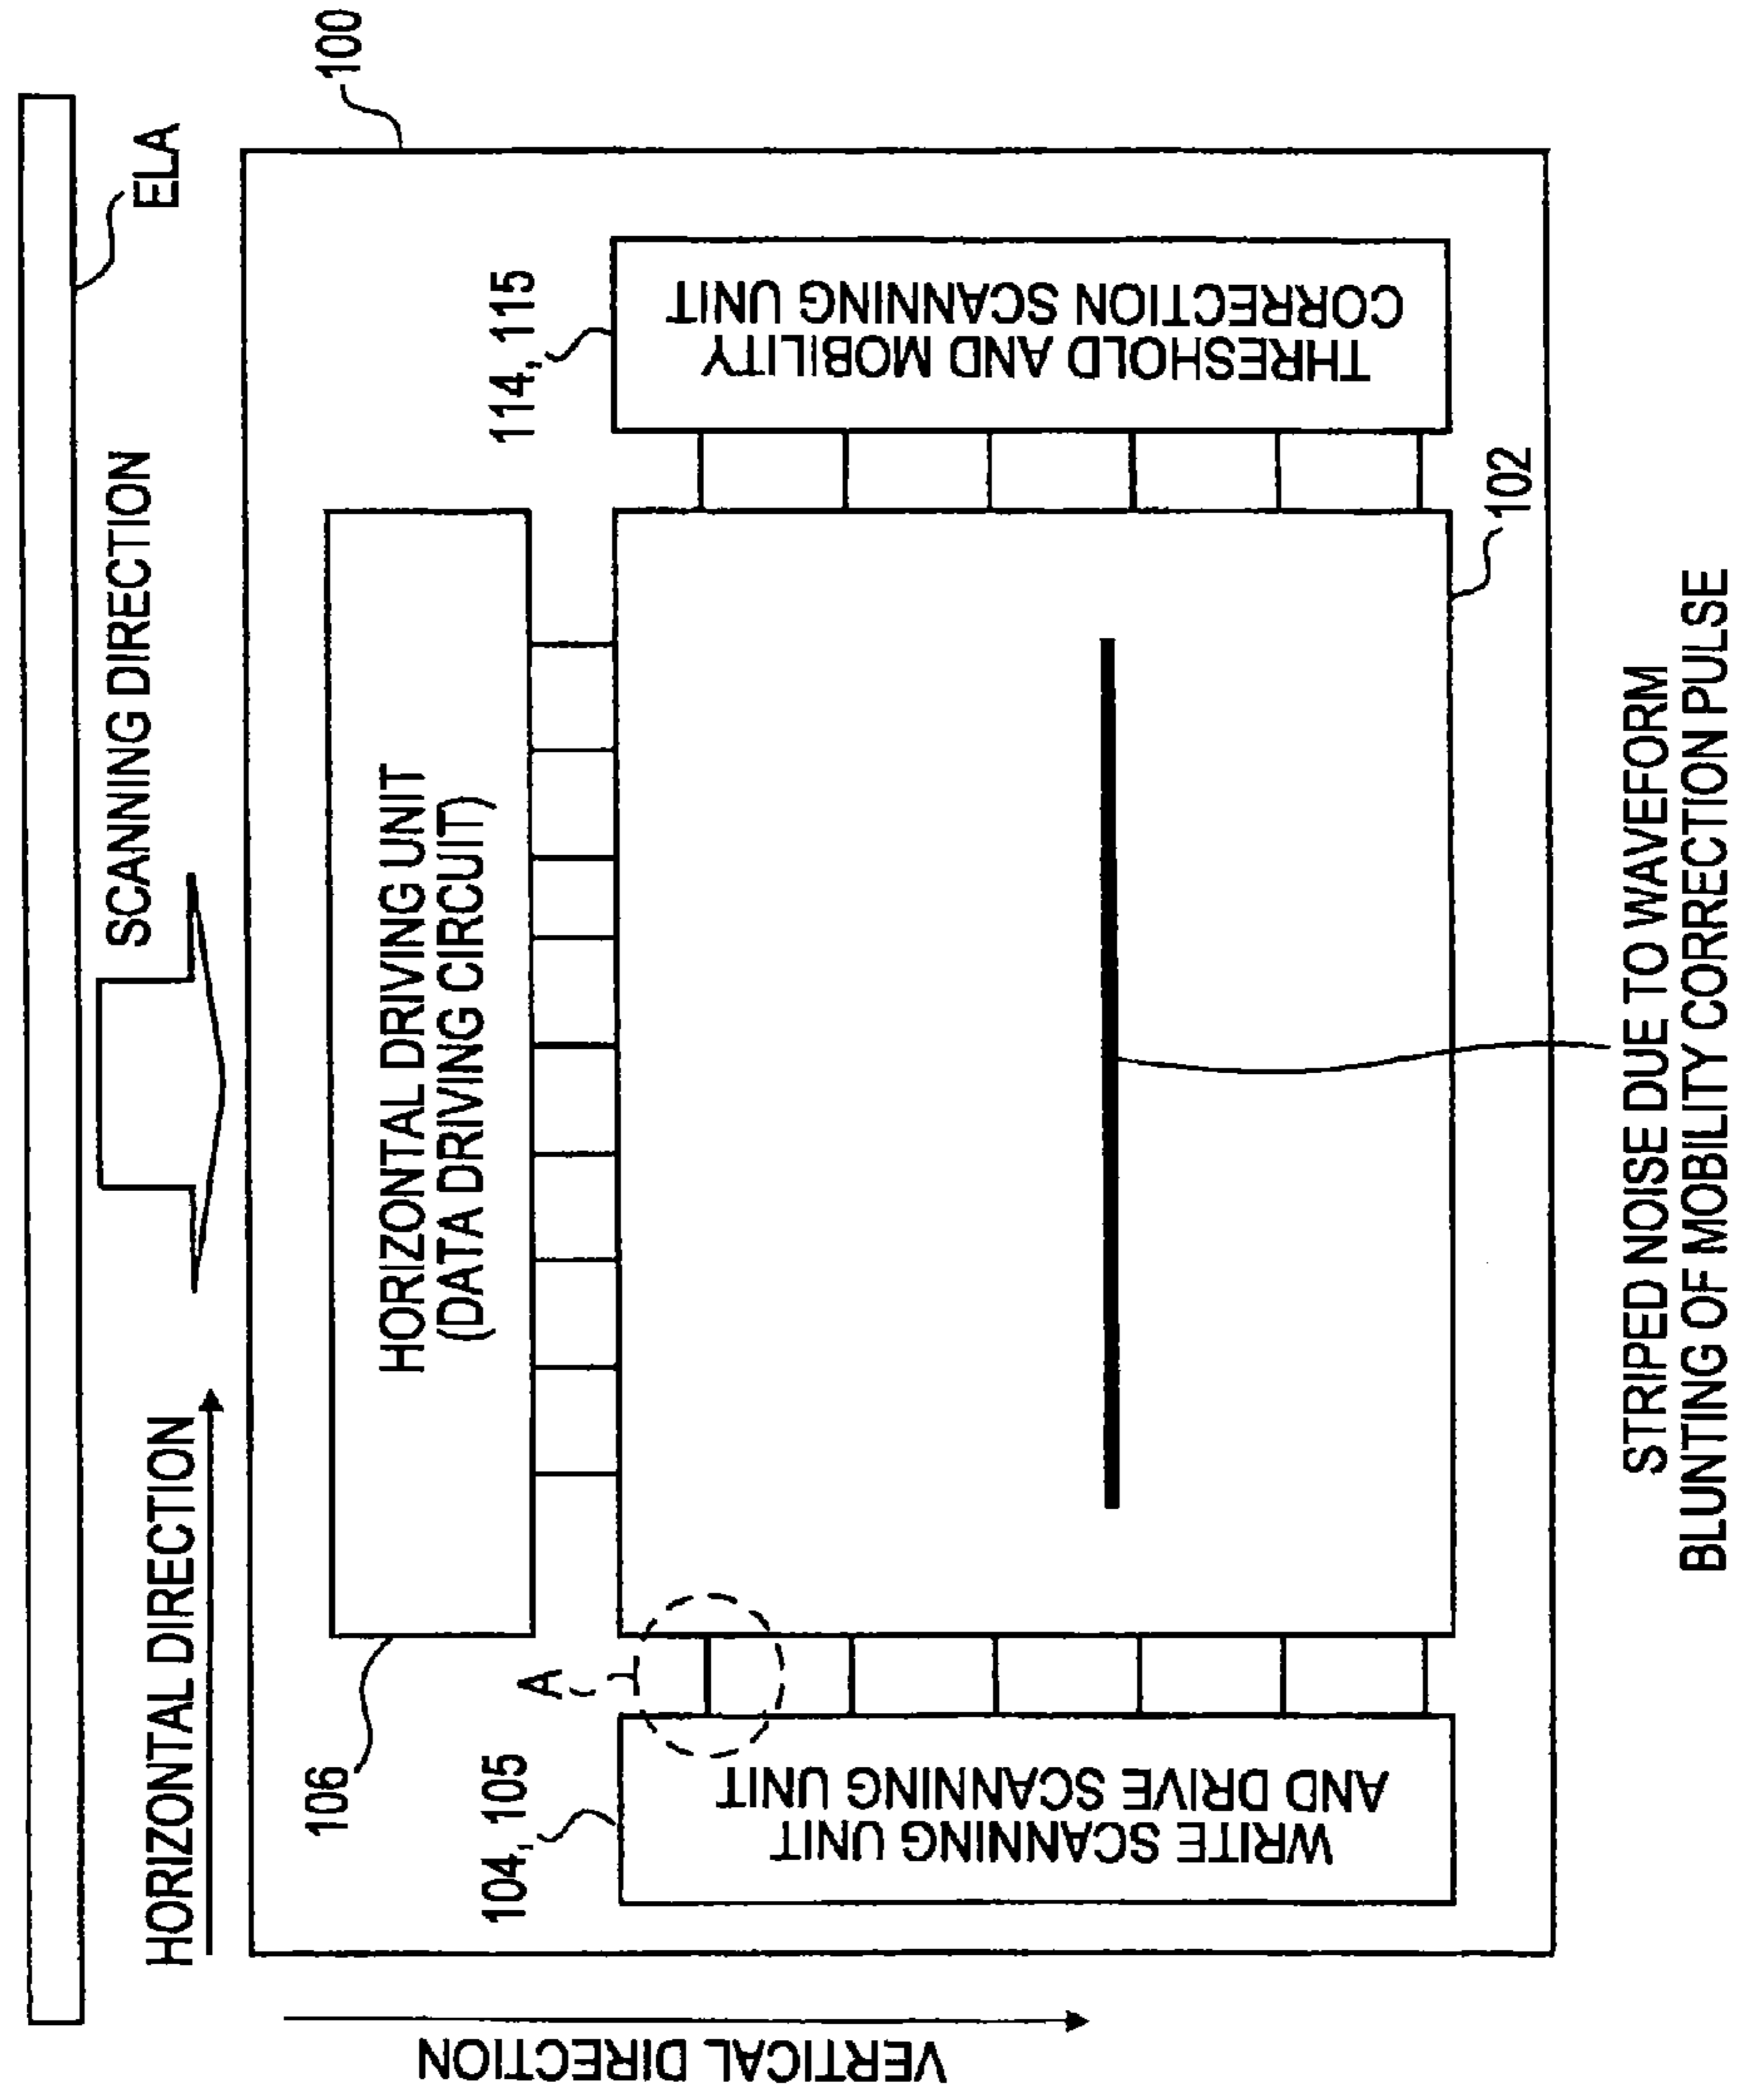 ELA
SCANNING DIRECTION
HORIZONTAL DIRECTION
100
VERTICAL DIRECTION
106
HORIZONTAL DRIVING UNIT
(DATA DRIVING CIRCUIT)
A
104, 105
WRITE SCANNING UNIT
AND DRIVE SCANNING UNIT
114, 115
THRESHOLD AND MOBILITY
CORRECTION SCANNING UNIT
102
STRIPED NOISE DUE TO WAVEFORM
BLUNTING OF MOBILITY CORRECTION PULSE